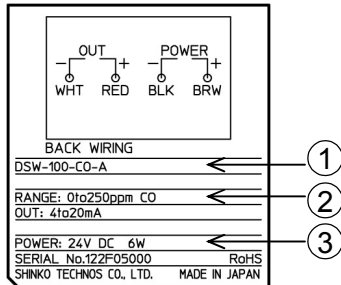 OUT POWER
- + - +
WHT RED BLK BRW
BACK WIRING
DSW-100-CO-A
RANGE: 0to250ppm CO
OUT: 4to20mA
POWER: 24V DC 6W
SERIAL No.122F05000 RoHS
SHINKO TECHNOS CO., LTD. MADE IN JAPAN
1
2
3